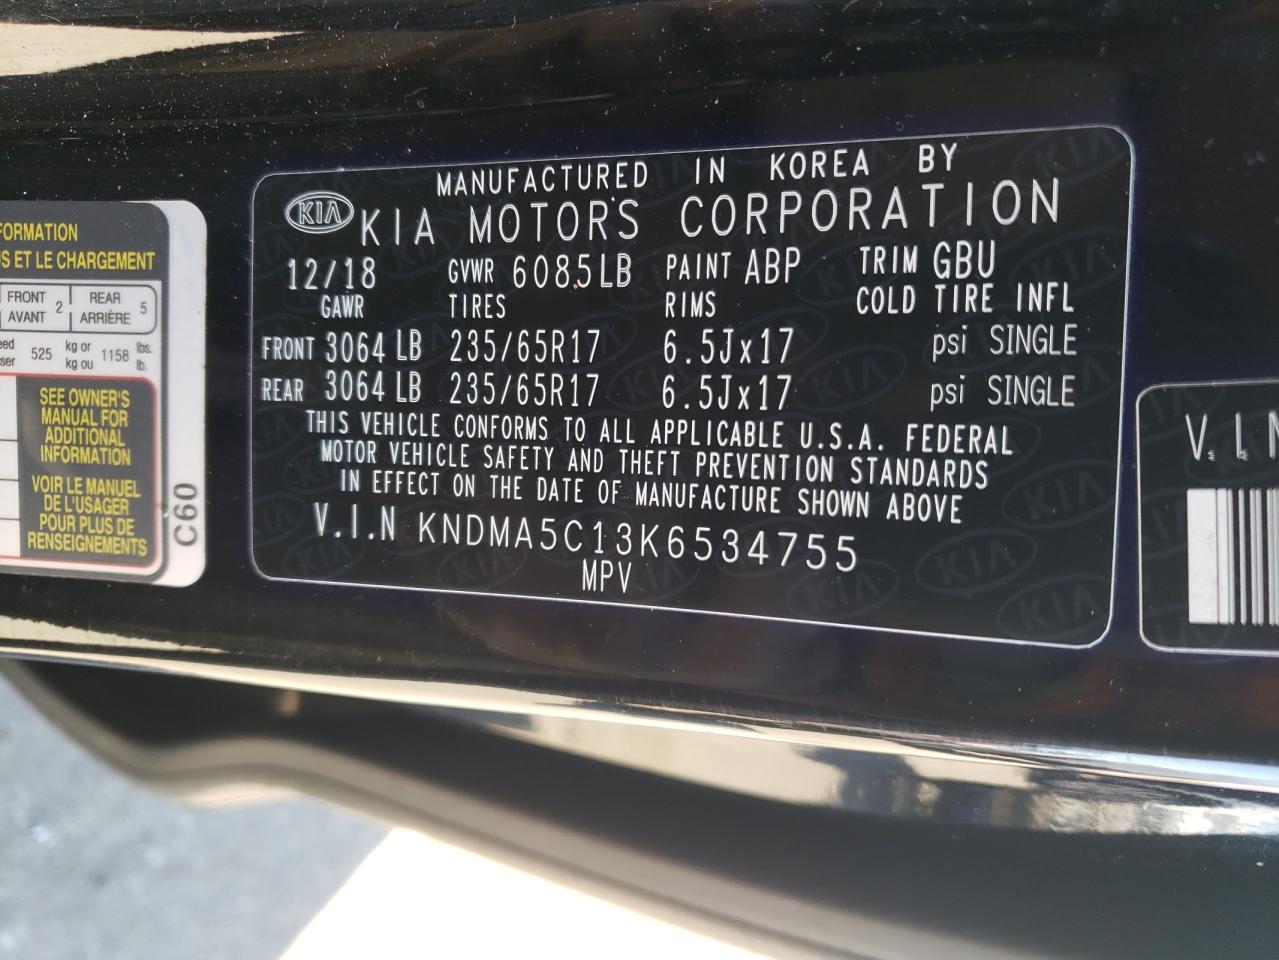 MANUFACTURED IN KOREA BY
KIA KIA MOTORS CORPORATION
12/18 GVWR 6085LB PAINT ABP TRIM GBU
GAWR TIRES RIMS COLD TIRE INFL
FRONT 3064 LB 235/65R17 6.5Jx17 psi SINGLE
REAR 3064 LB 235/65R17 6.5Jx17 psi SINGLE
THIS VEHICLE CONFORMS TO ALL APPLICABLE U.S.A. FEDERAL
MOTOR VEHICLE SAFETY AND THEFT PREVENTION STANDARDS
IN EFFECT ON THE DATE OF MANUFACTURE SHOWN ABOVE
V.I.N KNDMA5C13K6534755
MPV
FORMATION
ET LE CHARGEMENT
FRONT 2 REAR 5
AVANT ARRIÈRE
525 kg or 1158 lbs.
kg ou lb.
SEE OWNER'S
MANUAL FOR
ADDITIONAL
INFORMATION
VOIR LE MANUEL
DE L'USAGER
POUR PLUS DE
RENSEIGNEMENTS
C60
V.I.N